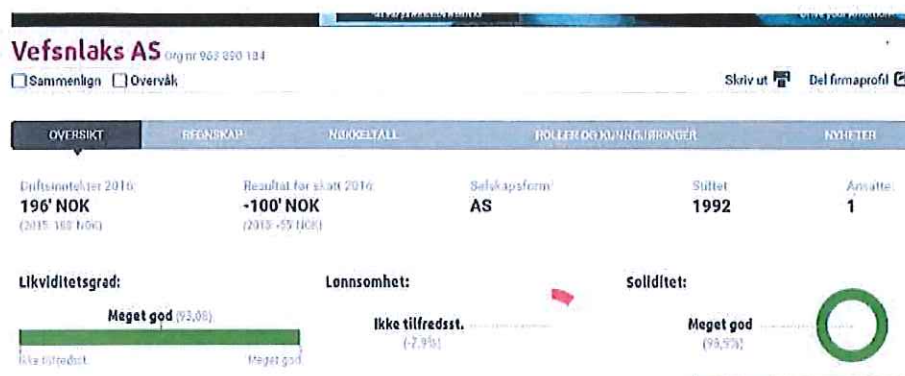 Vefsnlaks AS Org nr
Sammenlign Overvåk
Skriv ut Del firmaprofil
OVERSIKT REGNSKAP NØKKELTALL ROLLER OG KUNNGJØRINGER NYHETER
Driftsinntekter 2016: Resultat før skatt 2016: Selskapsform: Stiftet: Ansatte:
196' NOK -100' NOK AS 1992 1
Likviditetsgrad: Lønnsomhet: Soliditet:
Meget god
Ikke tilfredsst. Meget god
Ikke tilfredsst.
(-7,9%)
Meget god
(99,9%)